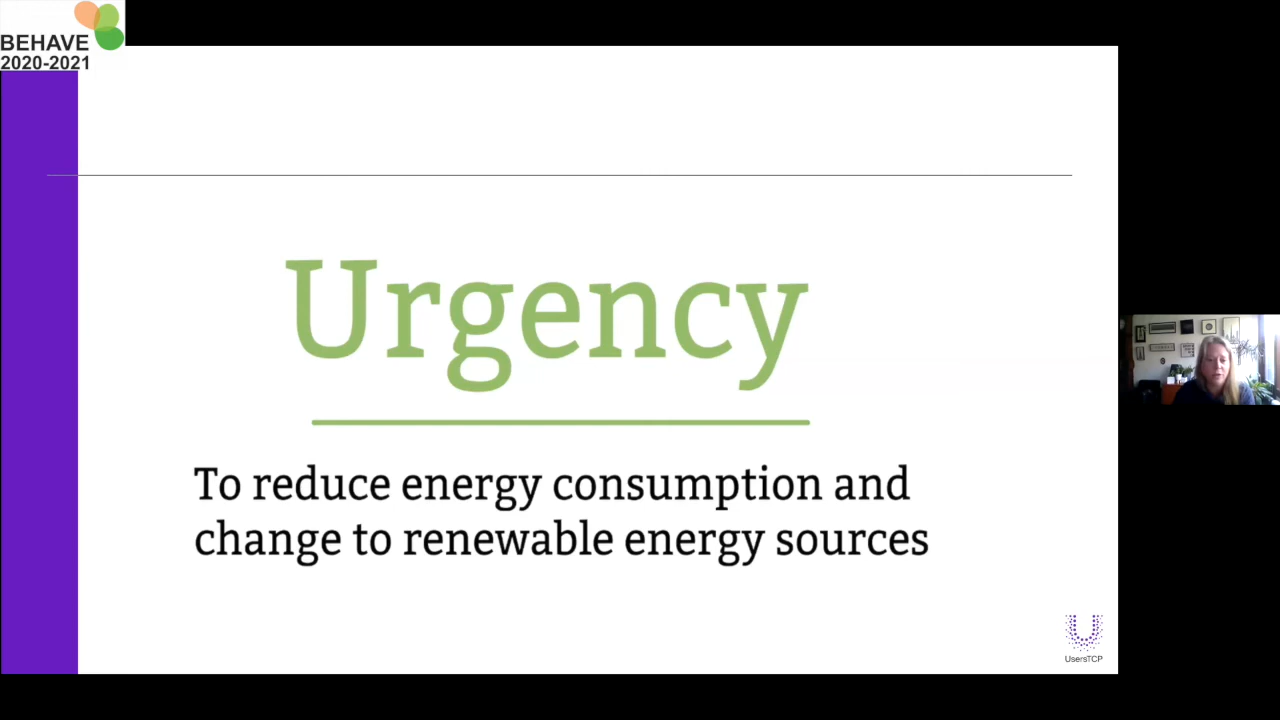 BEHAVE
2020-2021
Urgency
To reduce energy consumption and
change to renewable energy sources
UsersTCP